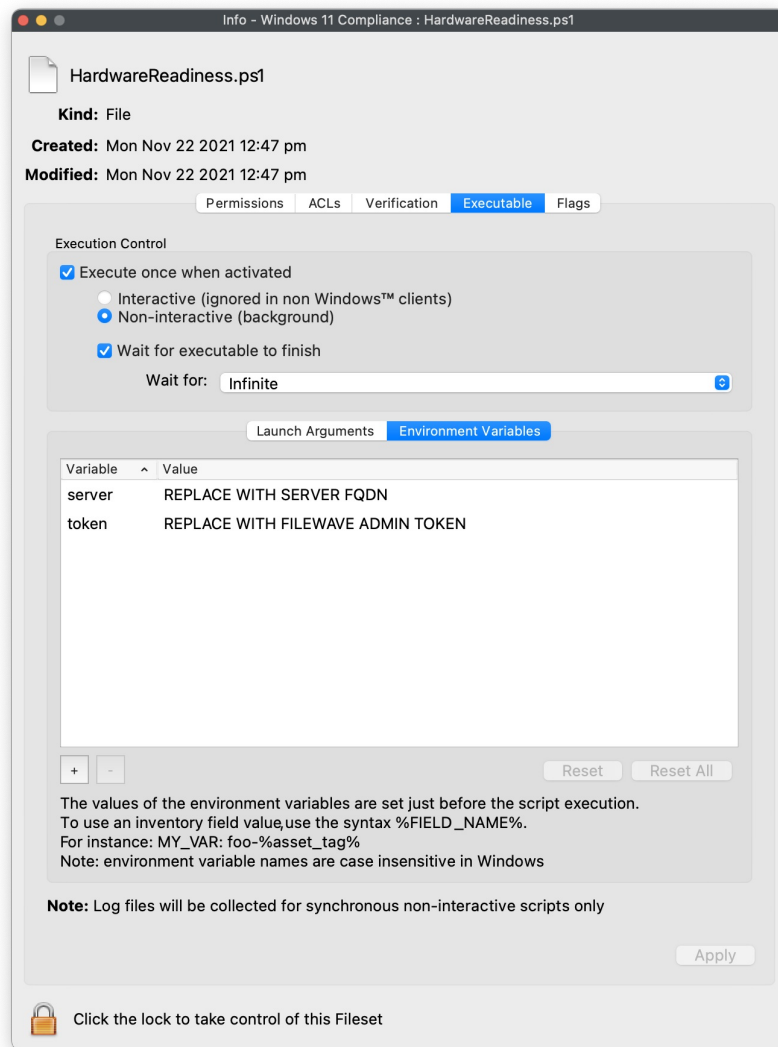 Info - Windows 11 Compliance : HardwareReadiness.ps1
HardwareReadiness.ps1
Kind: File
Created: Mon Nov 22 2021 12:47 pm
Modified: Mon Nov 22 2021 12:47 pm
Permissions ACLs Verification Executable Flags
Execution Control
Execute once when activated
Interactive (ignored in non Windows™ clients)
Non-interactive (background)
Wait for executable to finish
Wait for: Infinite
Launch Arguments Environment Variables
Variable Value
server REPLACE WITH SERVER FQDN
token REPLACE WITH FILEWAVE ADMIN TOKEN
+ -
Reset Reset All
The values of the environment variables are set just before the script execution.
To use an inventory field value,use the syntax %FIELD_NAME%.
For instance: MY_VAR: foo-%asset_tag%
Note: environment variable names are case insensitive in Windows
Note: Log files will be collected for synchronous non-interactive scripts only
Apply
Click the lock to take control of this Fileset